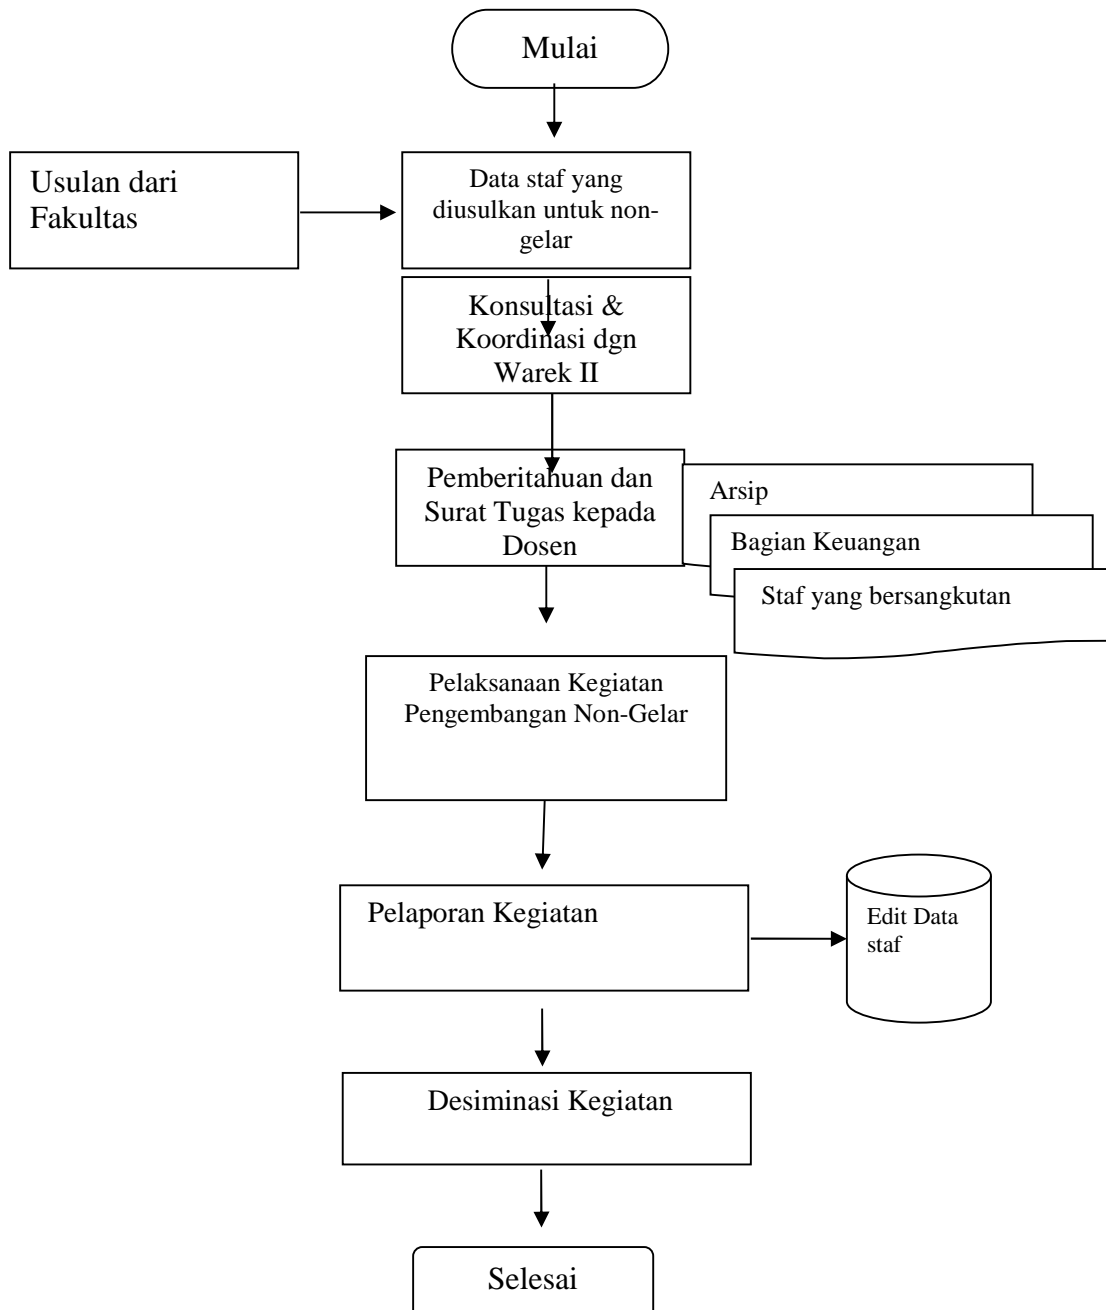 Mulai
Usulan dari
Fakultas
Data staf yang
diusulkan untuk non-
gelar
Konsultasi &
Koordinasi dgn
Warek II
Pemberitahuan dan
Surat Tugas kepada
Dosen
Arsip
Bagian Keuangan
Staf yang bersangkutan
Pelaksanaan Kegiatan
Pengembangan Non-Gelar
Pelaporan Kegiatan
Edit Data
staf
Desiminasi Kegiatan
Selesai